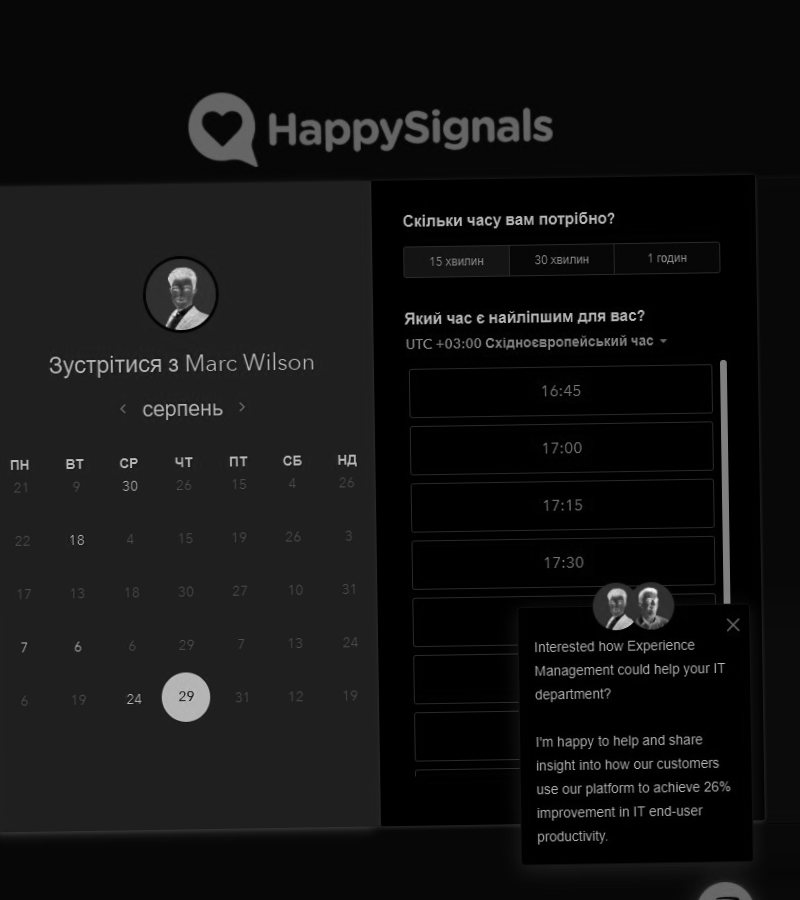 HappySignals
Зустрітися з Marc Wilson
серпень
ПН ВТ СР ЧТ ПТ СБ НД
21 9 30 26 15 4 26
22 18 4 15 19 26 3
17 13 18 30 27 10 31
7 6 6 29 7 13 24
6 19 24 29 31 12 19
Скільки часу вам потрібно?
15 хвилин 30 хвилин 1 годин
Який час є найліпшим для вас?
UTC +03:00 Східноєвропейський час
16:45
17:00
17:15
17:30
Interested how Experience
Management could help your IT
department?
I'm happy to help and share
insight into how our customers
use our platform to achieve 26%
improvement in IT end-user
productivity.